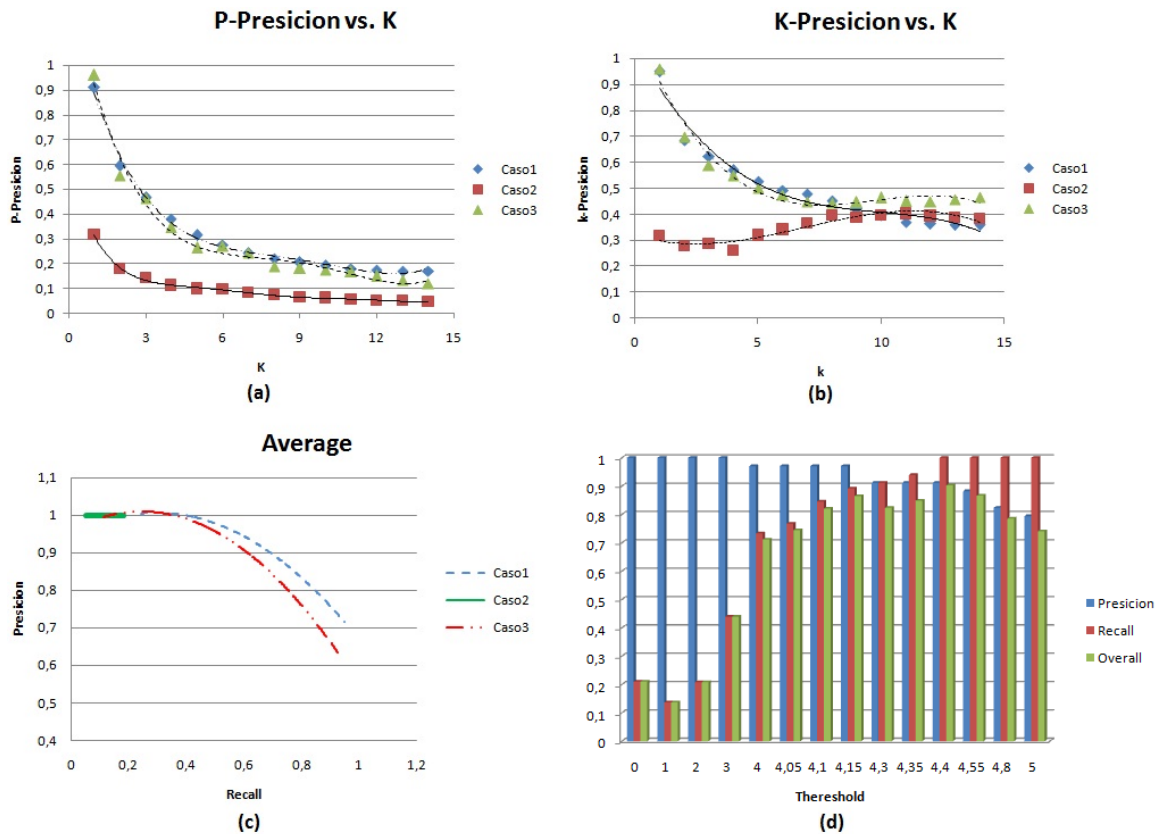 P-Presicion vs. K
P-Presicion
1
0,9
0,8
0,7
0,6
0,5
0,4
0,3
0,2
0,1
0
0 3 6 9 12 15
K
Caso1
Caso2
Caso3
(a)
K-Presicion vs. K
k-Presicion
1
0,9
0,8
0,7
0,6
0,5
0,4
0,3
0,2
0,1
0
0 5 10 15
k
Caso1
Caso2
Caso3
(b)
Average
Presicion
1,1
1
0,9
0,8
0,7
0,6
0,5
0,4
0 0,2 0,4 0,6 0,8 1 1,2
Recall
Caso1
Caso2
Caso3
(c)
1
0,9
0,8
0,7
0,6
0,5
0,4
0,3
0,2
0,1
0
0 1 2 3 4 4,05 4,1 4,15 4,3 4,35 4,4 4,55 4,8 5
Thereshold
Presicion
Recall
Overall
(d)